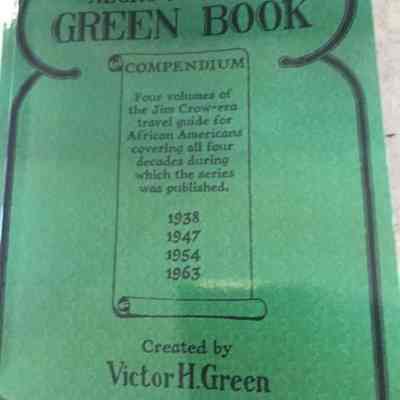 GREEN BOOK
COMPENDIUM
Four volumes of
the Jim Crow-era
travel guide for
African Americans
covering all four
decades during
which the series
was published.
1938
1947
1954
1963
Created by
Victor H. Green